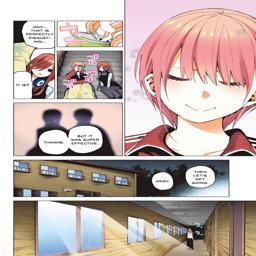 UGH...
THAT IS
PERFECTLY
DISGUST-
ING...
IT IS?
THANKS.
BUT IT
WAS SUPER
EFFECTIVE.
OKAY.
THEN
LET'S GET
GOING.